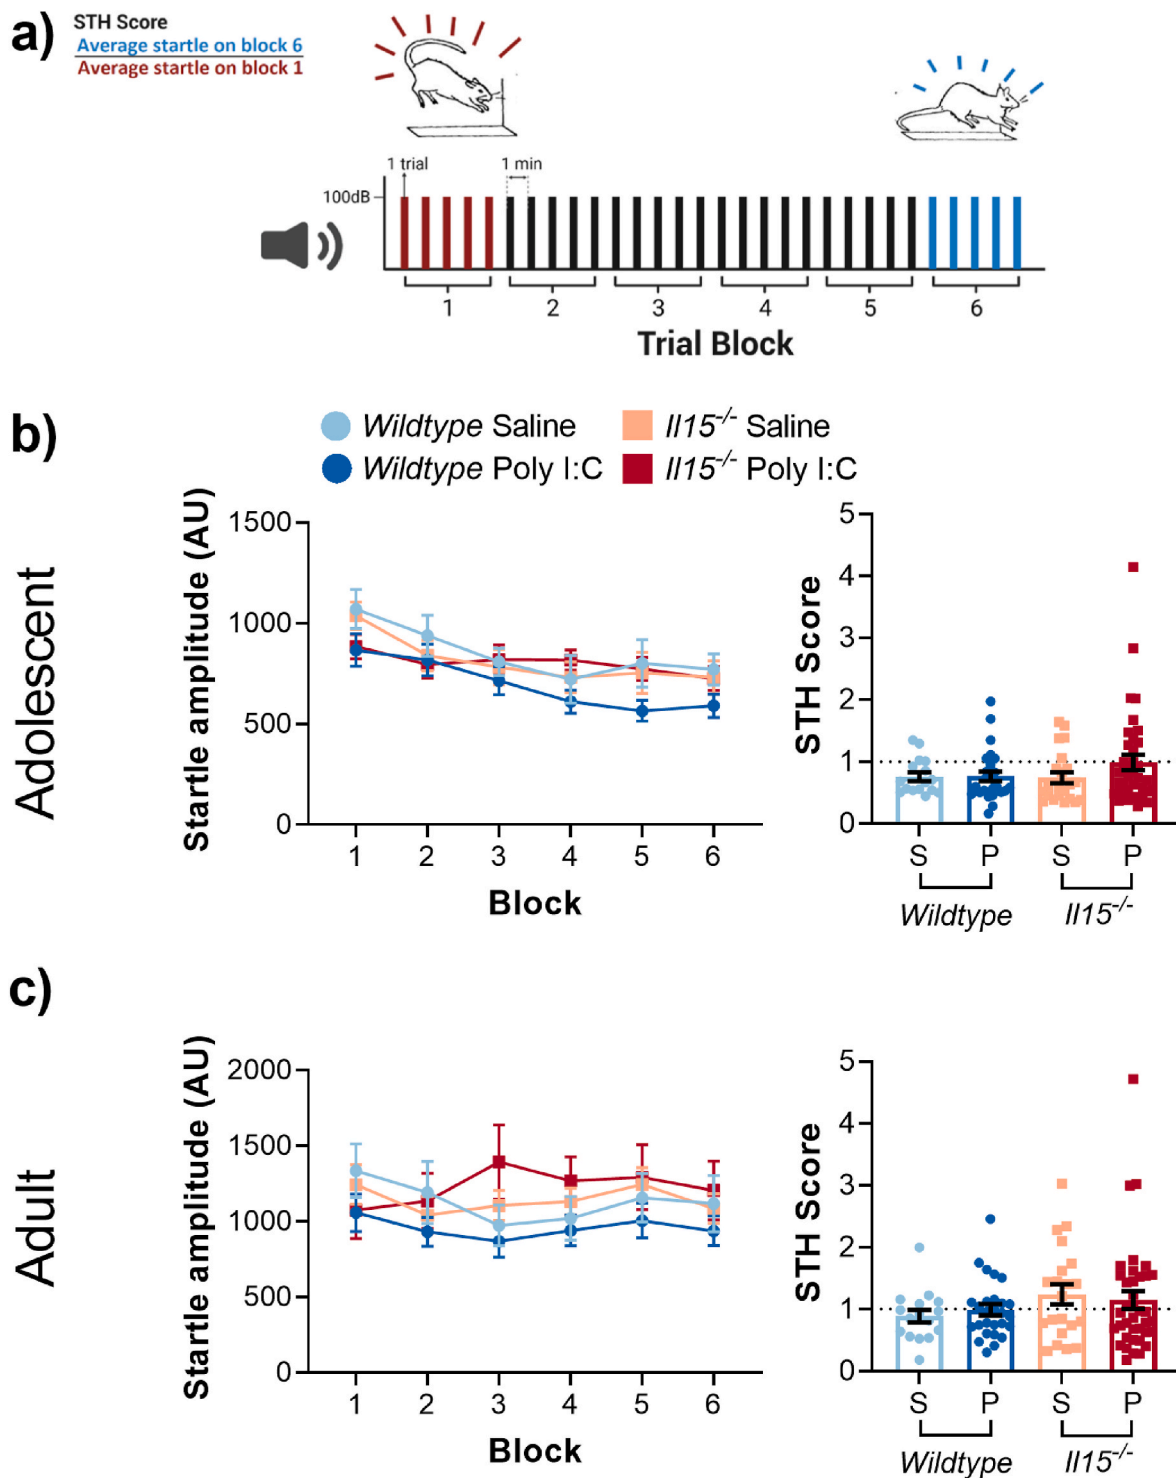 a)
STH Score
Average startle on block 6
Average startle on block 1
1 trial
1 min
100dB
1 2 3 4 5 6
Trial Block
b)
Wildtype Saline
Il15-/- Saline
Wildtype Poly I:C
Il15-/- Poly I:C
Adolescent
Startle amplitude (AU)
1500
1000
500
0
1 2 3 4 5 6
Block
STH Score
5
4
3
2
1
0
S P S P
Wildtype Il15-/-
c)
Adult
Startle amplitude (AU)
2000
1500
1000
500
0
1 2 3 4 5 6
Block
STH Score
5
4
3
2
1
0
S P S P
Wildtype Il15-/-